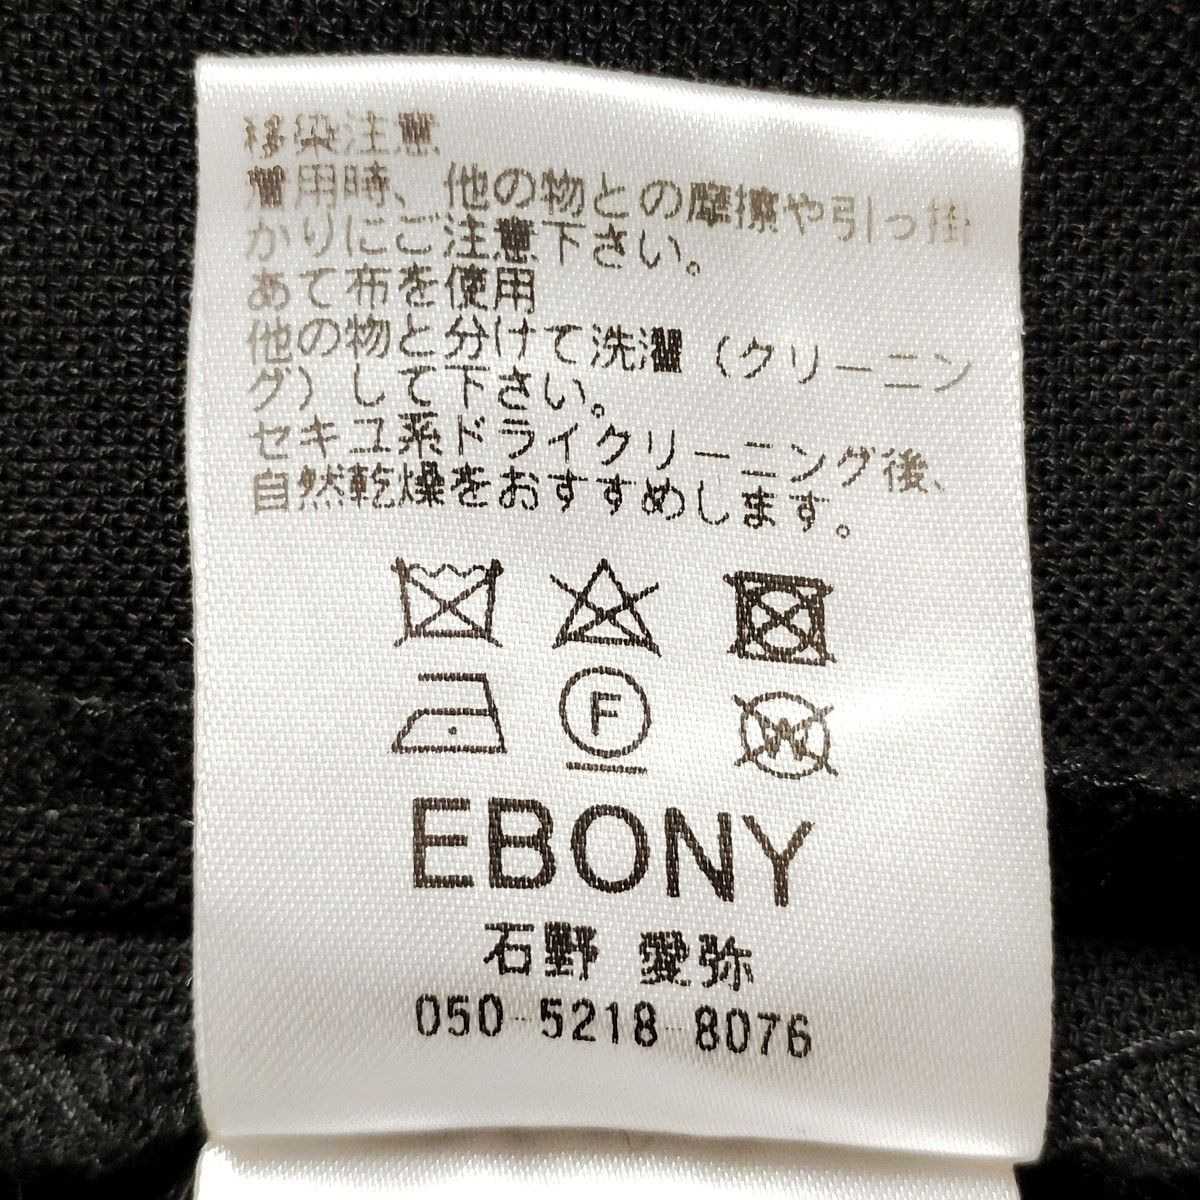 移染注意
着用時、他の物との摩擦や引っ掛
かりにご注意下さい。
あて布を使用
他の物と分けて洗濯（クリーニン
グ）して下さい。
セキユ系ドライクリーニング後、
自然乾燥をおすすめします。
F
W
EBONY
石野 愛弥
050-5218-8076